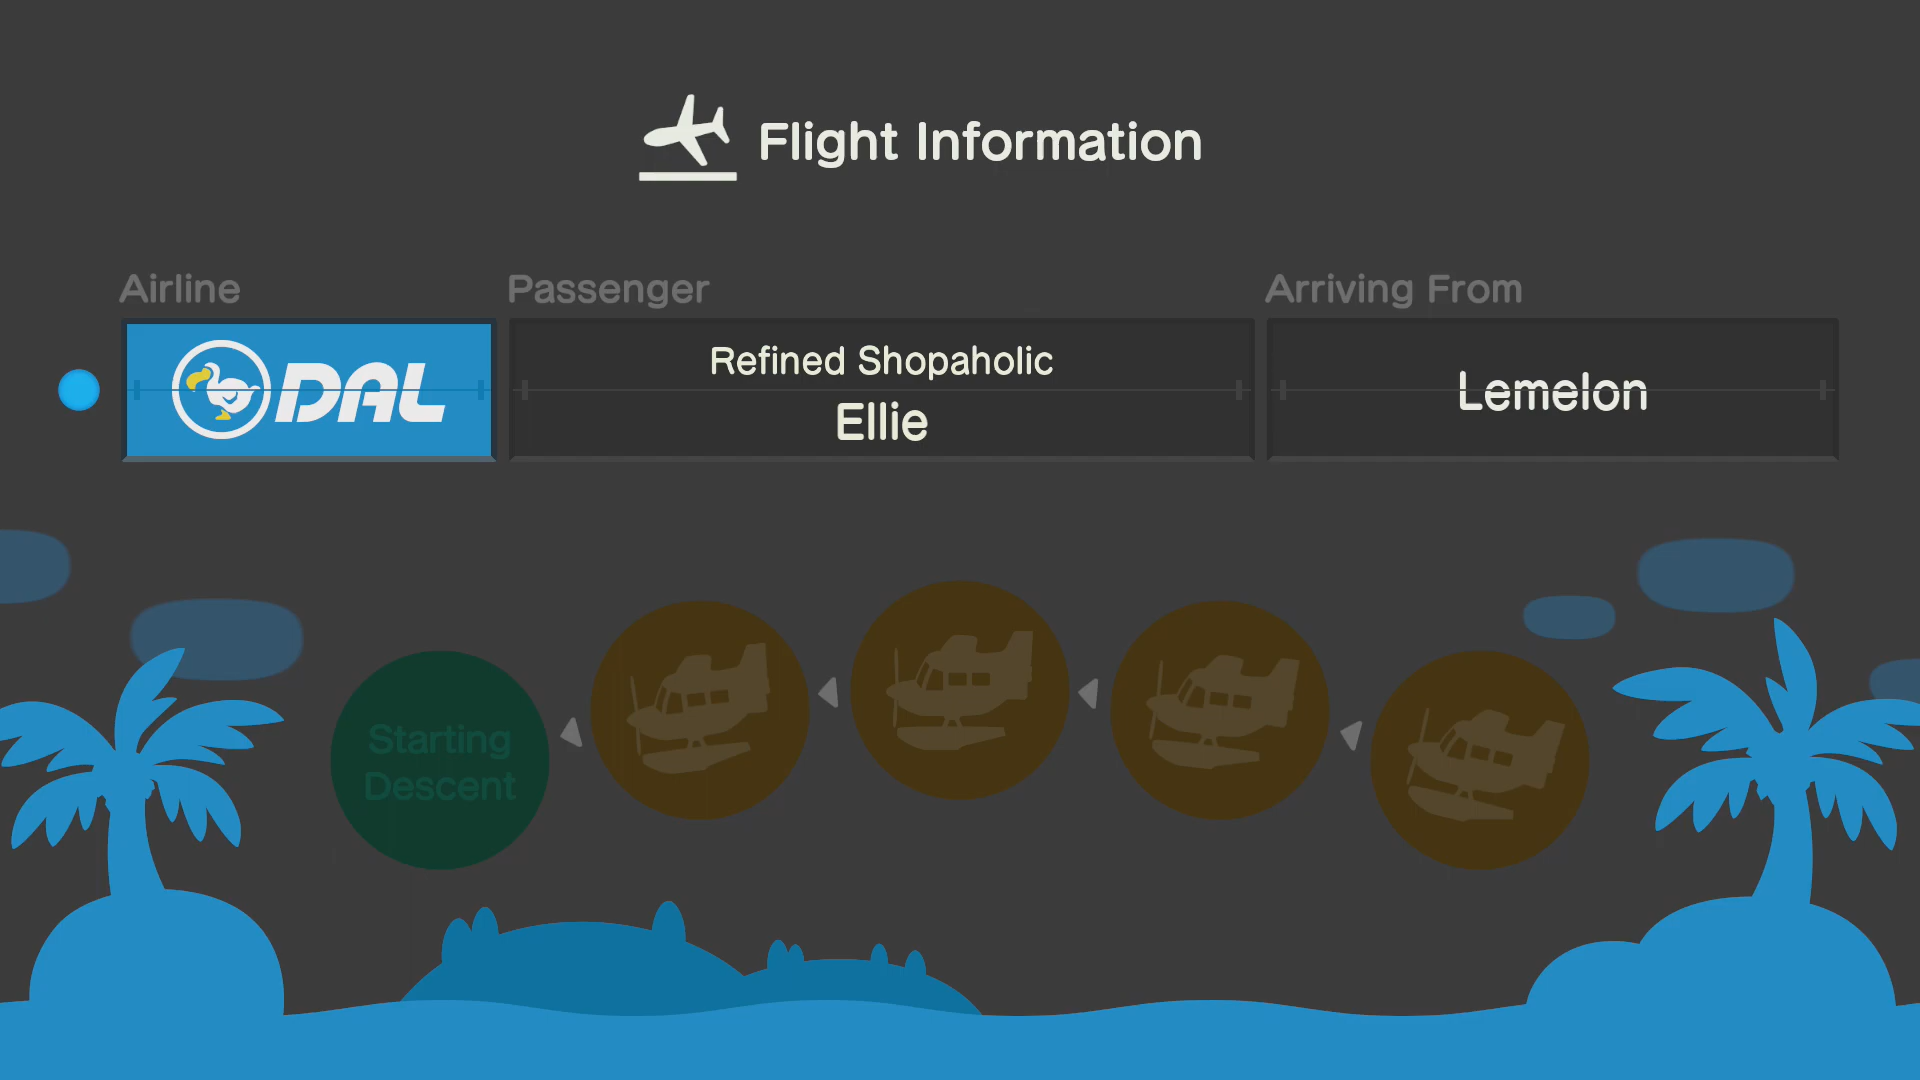 Flight Information
Airline
Passenger
Arriving From
DAL
Refined Shopaholic
Ellie
Lemelon
Starting
Descent